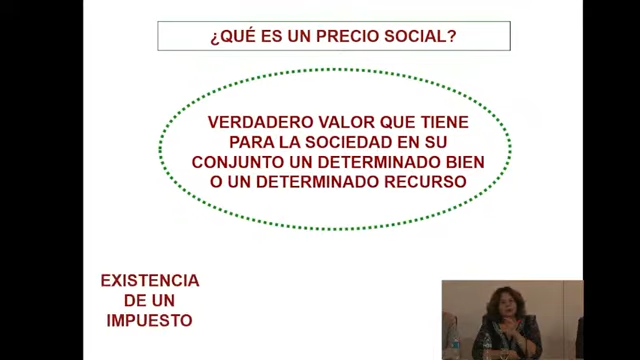 ¿QUÉ ES UN PRECIO SOCIAL?
VERDADERO VALOR QUE TIENE
PARA LA SOCIEDAD EN SU
CONJUNTO UN DETERMINADO BIEN
O UN DETERMINADO RECURSO
EXISTENCIA
DE UN
IMPUESTO